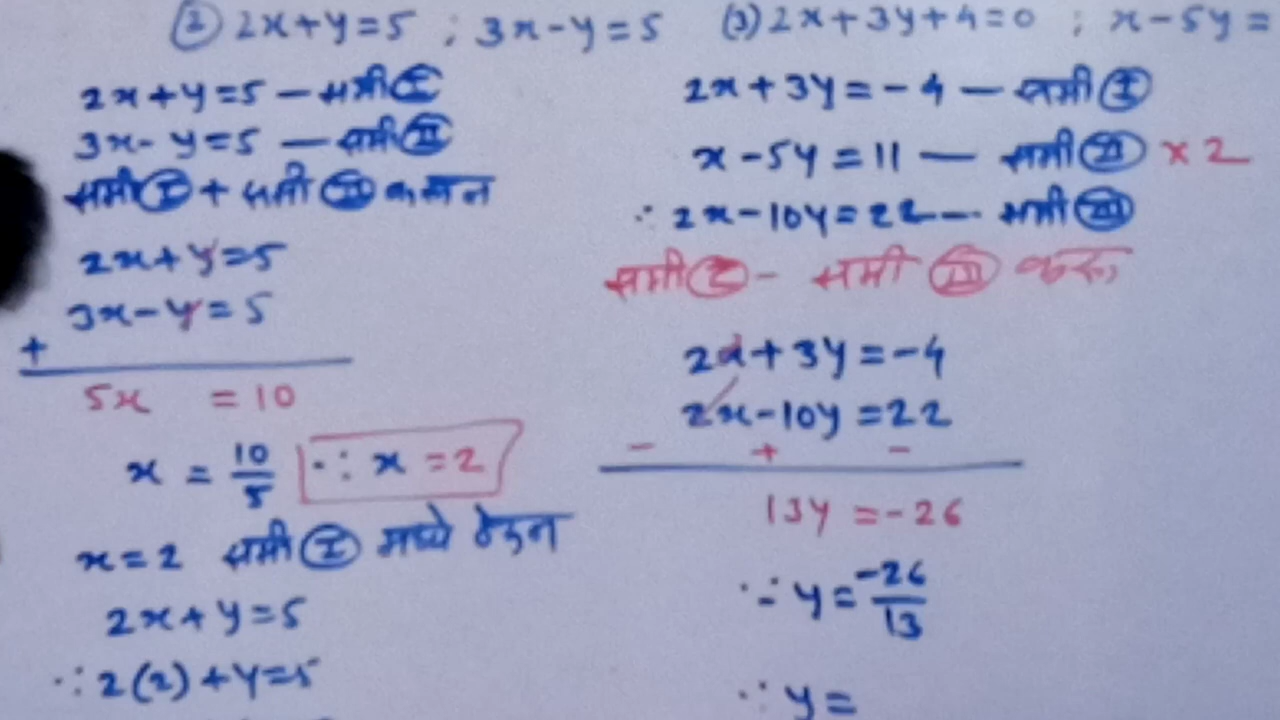 (2) 2x+y=5 ; 3x-y=5
2x+y=5 — समी I
3x-y=5 — समी II
समी I + समी II करून
2x+y=5
3x-y=5
+
5x = 10
x = 10/5 ∴ x = 2
x=2 समी I मध्ये ठेऊन
2x+y=5
∴ 2(2)+y=5
(3) 2x+3y+4=0 ; x-5y=
2x+3y=-4 — समी I
x-5y=11 — समी II × 2
∴ 2x-10y=22 — समी III
समी I - समी III करू
2x+3y=-4
2x-10y=22
- + -
13y = -26
∴ y = -26/13
∴ y =